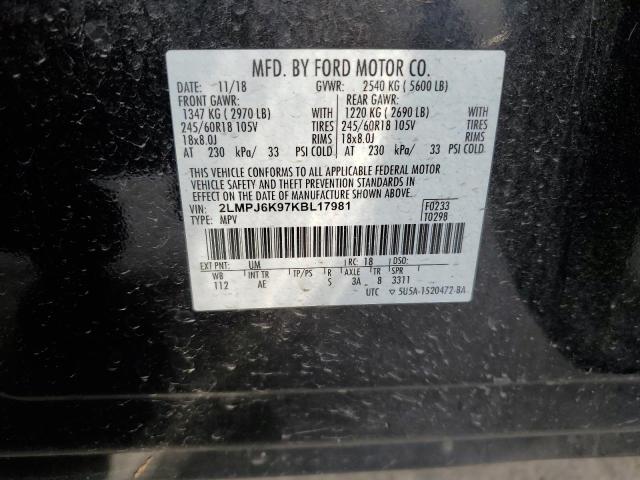 MFD. BY FORD MOTOR CO.
DATE: 11/18 GVWR: 2540 KG ( 5600 LB)
FRONT GAWR: REAR GAWR:
1347 KG ( 2970 LB) WITH 1220 KG ( 2690 LB) WITH
245/60R18 105V TIRES 245/60R18 105V TIRES
18x8.0J RIMS 18x8.0J RIMS
AT 230 kPa/ 33 PSI COLD AT 230 kPa/ 33 PSI COLD
THIS VEHICLE CONFORMS TO ALL APPLICABLE FEDERAL MOTOR
VEHICLE SAFETY AND THEFT PREVENTION STANDARDS IN
EFFECT ON THE DATE OF MANUFACTURE SHOWN ABOVE.
VIN: 2LMPJ6K97KBL17981 F0233
TYPE: MPV T0298
EXT PNT: UM RC: 18 DSO:
WB INT TR TP/PS R AXLE TR SPR
112 AE S 3A 8 3311
UTC 5U5A-1520472-BA